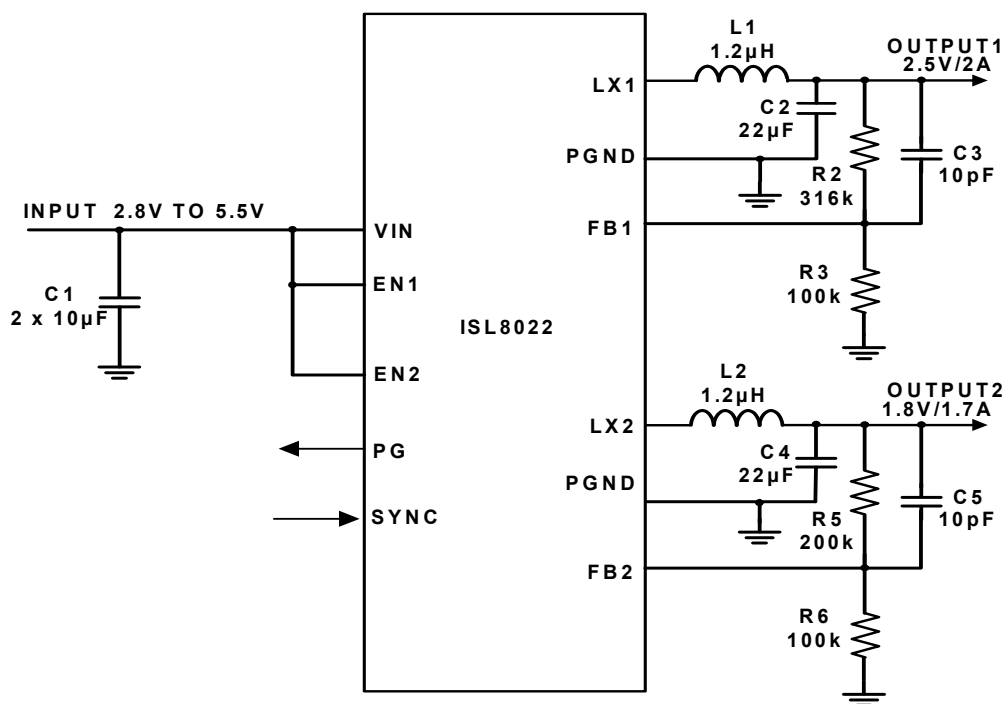 L1
1.2µH
OUTPUT1
2.5V/2A
LX1
C2
22µF
PGND
R2
316k
C3
10pF
INPUT 2.8V TO 5.5V
VIN
FB1
EN1
C1
2 x 10µF
R3
100k
ISL8022
EN2
L2
1.2µH
OUTPUT2
1.8V/1.7A
LX2
PG
C4
22µF
PGND
SYNC
R5
200k
C5
10pF
FB2
R6
100k